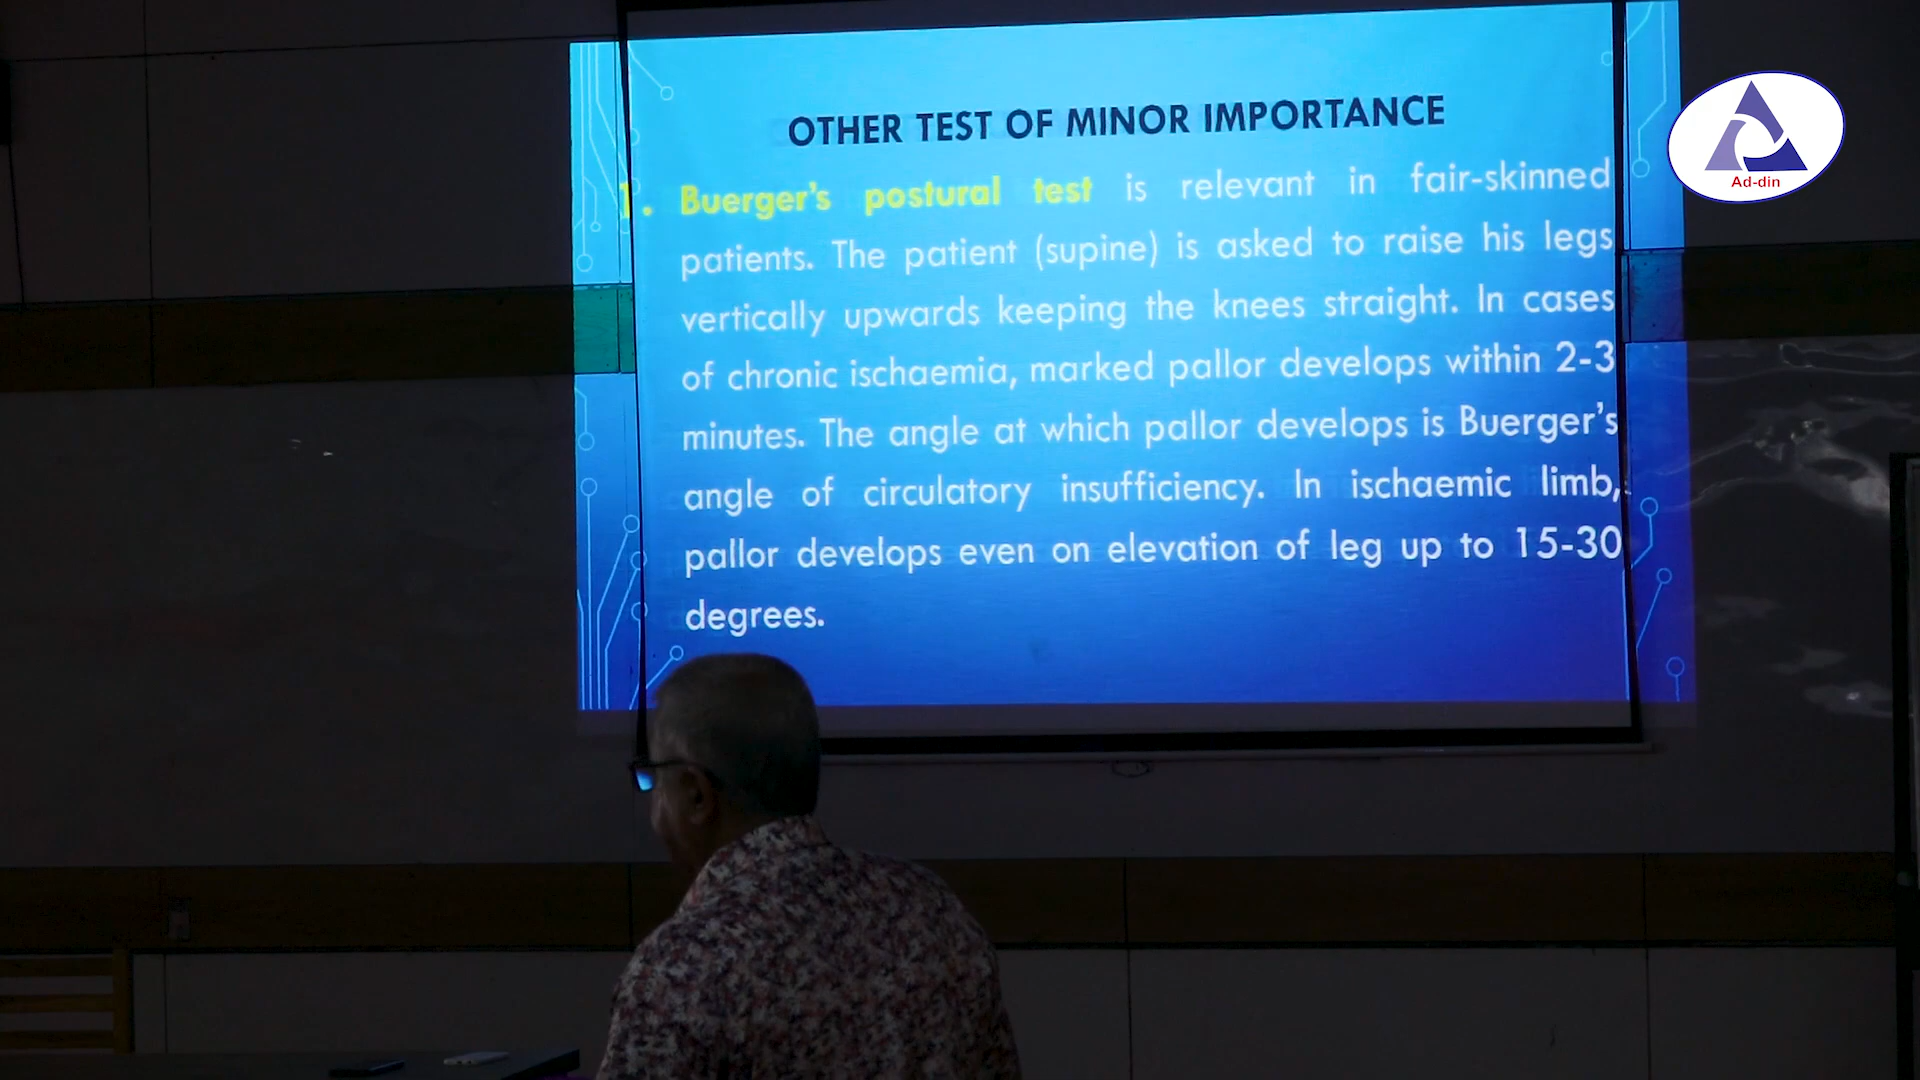 OTHER TEST OF MINOR IMPORTANCE
1. Buerger's postural test is relevant in fair-skinned
patients. The patient (supine) is asked to raise his legs
vertically upwards keeping the knees straight. In cases
of chronic ischaemia, marked pallor develops within 2-3
minutes. The angle at which pallor develops is Buerger's
angle of circulatory insufficiency. In ischaemic limb,
pallor develops even on elevation of leg up to 15-30
degrees.
Ad-din